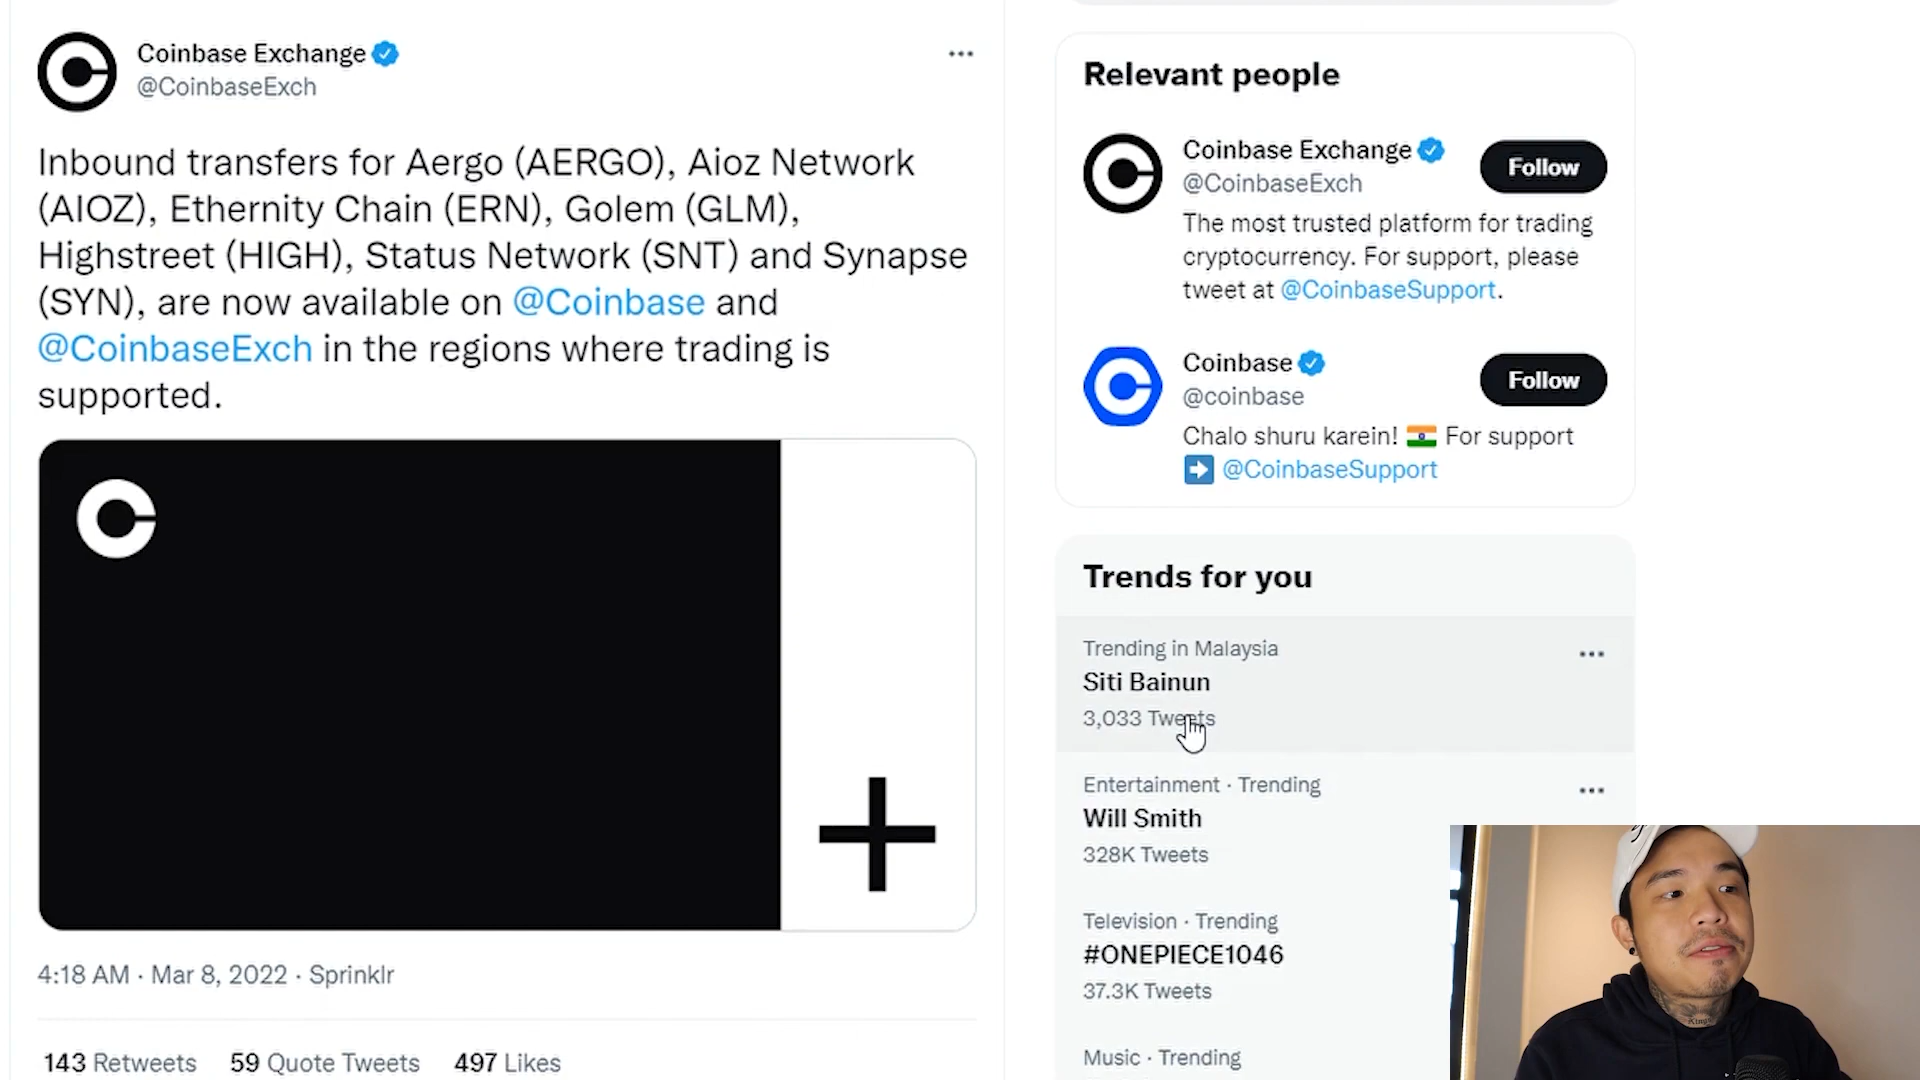 Coinbase Exchange
@CoinbaseExch
Inbound transfers for Aergo (AERGO), Aioz Network
(AIOZ), Ethernity Chain (ERN), Golem (GLM),
Highstreet (HIGH), Status Network (SNT) and Synapse
(SYN), are now available on @Coinbase and
@CoinbaseExch in the regions where trading is
supported.
4:18 AM · Mar 8, 2022 · Sprinklr
143 Retweets 59 Quote Tweets 497 Likes
Relevant people
Coinbase Exchange
@CoinbaseExch
Follow
The most trusted platform for trading
cryptocurrency. For support, please
tweet at @CoinbaseSupport.
Coinbase
@coinbase
Follow
Chalo shuru karein! 🇮🇳 For support
➡️ @CoinbaseSupport
Trends for you
Trending in Malaysia
Siti Bainun
3,033 Tweets
Entertainment · Trending
Will Smith
328K Tweets
Television · Trending
#ONEPIECE1046
37.3K Tweets
Music · Trending